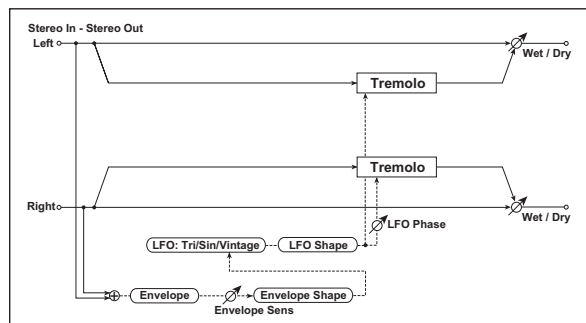 Stereo In - Stereo Out
Left
Wet / Dry
Tremolo
Tremolo
Right
Wet / Dry
LFO Phase
LFO: Tri/Sin/Vintage
LFO Shape
Envelope
Envelope Shape
Envelope Sens